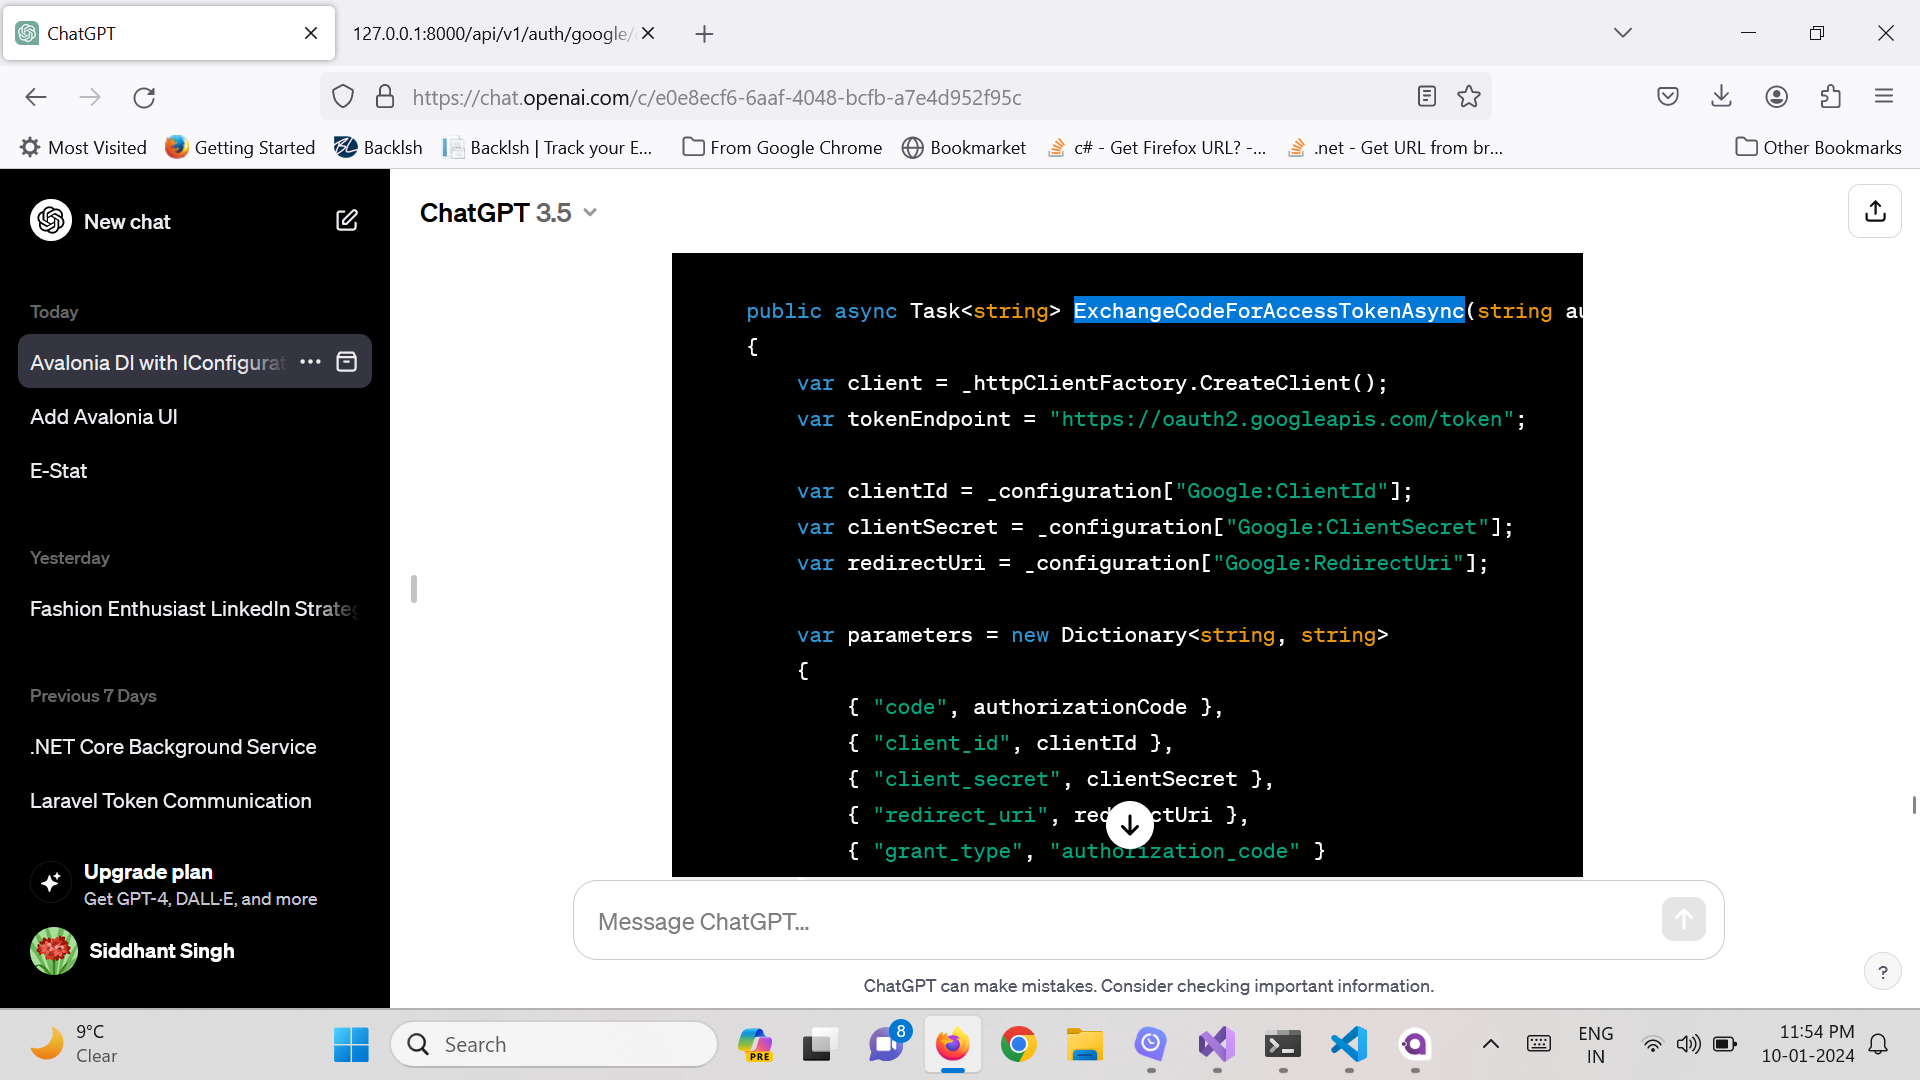 ChatGPT
127.0.0.1:8000/api/v1/auth/google/
https://chat.openai.com/c/e0e8ecf6-6aaf-4048-bcfb-a7e4d952f95c
Most Visited
Getting Started
Backlsh
Backlsh | Track your E...
From Google Chrome
Bookmarket
c# - Get Firefox URL? -...
.net - Get URL from br...
Other Bookmarks
New chat
Today
Avalonia DI with IConfigurat
Add Avalonia UI
E-Stat
Yesterday
Fashion Enthusiast LinkedIn Strateg
Previous 7 Days
.NET Core Background Service
Laravel Token Communication
Upgrade plan
Get GPT-4, DALL·E, and more
Siddhant Singh
ChatGPT 3.5
public async Task<string> ExchangeCodeForAccessTokenAsync(string au
{
var client = _httpClientFactory.CreateClient();
var tokenEndpoint = "https://oauth2.googleapis.com/token";
var clientId = _configuration["Google:ClientId"];
var clientSecret = _configuration["Google:ClientSecret"];
var redirectUri = _configuration["Google:RedirectUri"];
var parameters = new Dictionary<string, string>
{
{ "code", authorizationCode },
{ "client_id", clientId },
{ "client_secret", clientSecret },
{ "redirect_uri", redirectUri },
{ "grant_type", "authorization_code" }
Message ChatGPT...
ChatGPT can make mistakes. Consider checking important information.
?
9°C
Clear
Search
PRE
8
ENG
IN
11:54 PM
10-01-2024